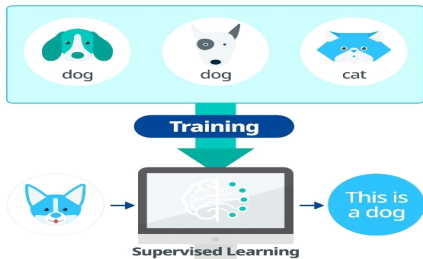 dog
dog
cat
Training
This is
a dog
Supervised Learning